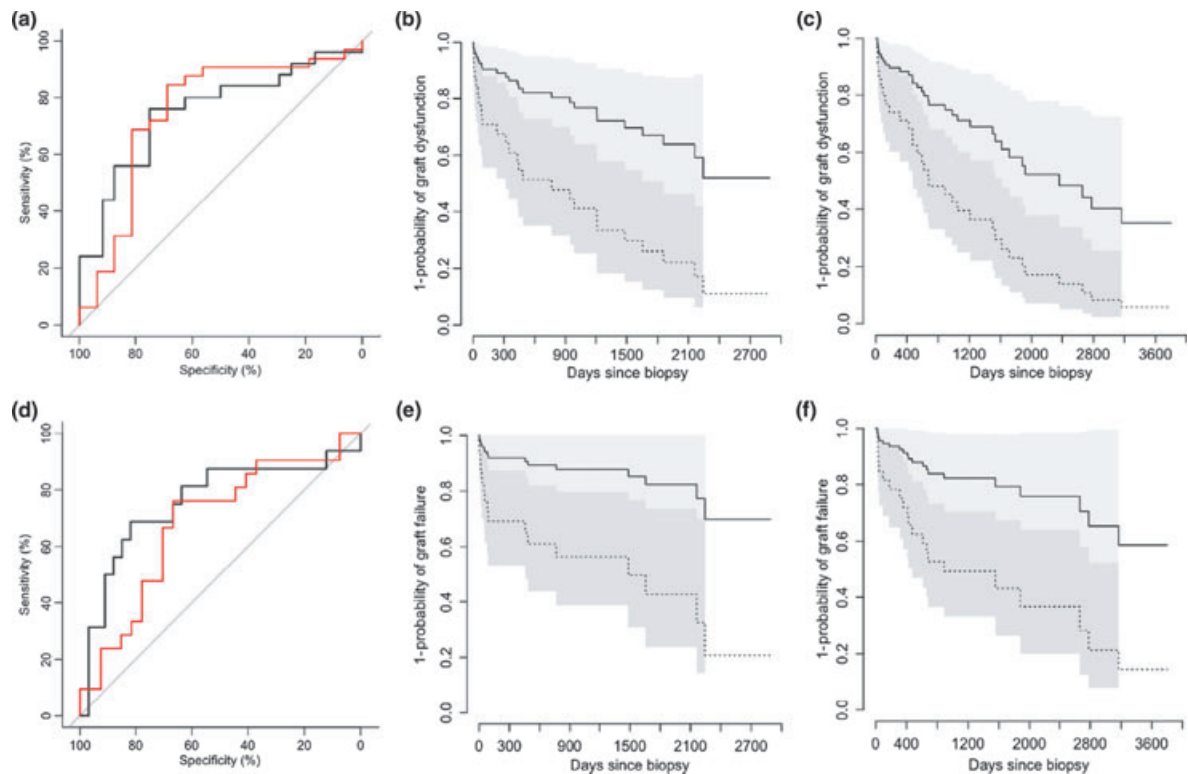 (a)
Sensitivity (%)
100
80
60
40
20
0
100 80 60 40 20 0
Specificity (%)
(b)
1-probability of graft dysfunction
1.0
0.8
0.6
0.4
0.2
0.0
0 300 900 1500 2100 2700
Days since biopsy
(c)
1-probability of graft dysfunction
1.0
0.8
0.6
0.4
0.2
0.0
0 400 1200 2000 2800 3600
Days since biopsy
(d)
Sensitivity (%)
100
80
60
40
20
0
100 80 60 40 20 0
Specificity (%)
(e)
1-probability of graft failure
1.0
0.8
0.6
0.4
0.2
0.0
0 300 900 1500 2100 2700
Days since biopsy
(f)
1-probability of graft failure
1.0
0.8
0.6
0.4
0.2
0.0
0 400 1200 2000 2800 3600
Days since biopsy